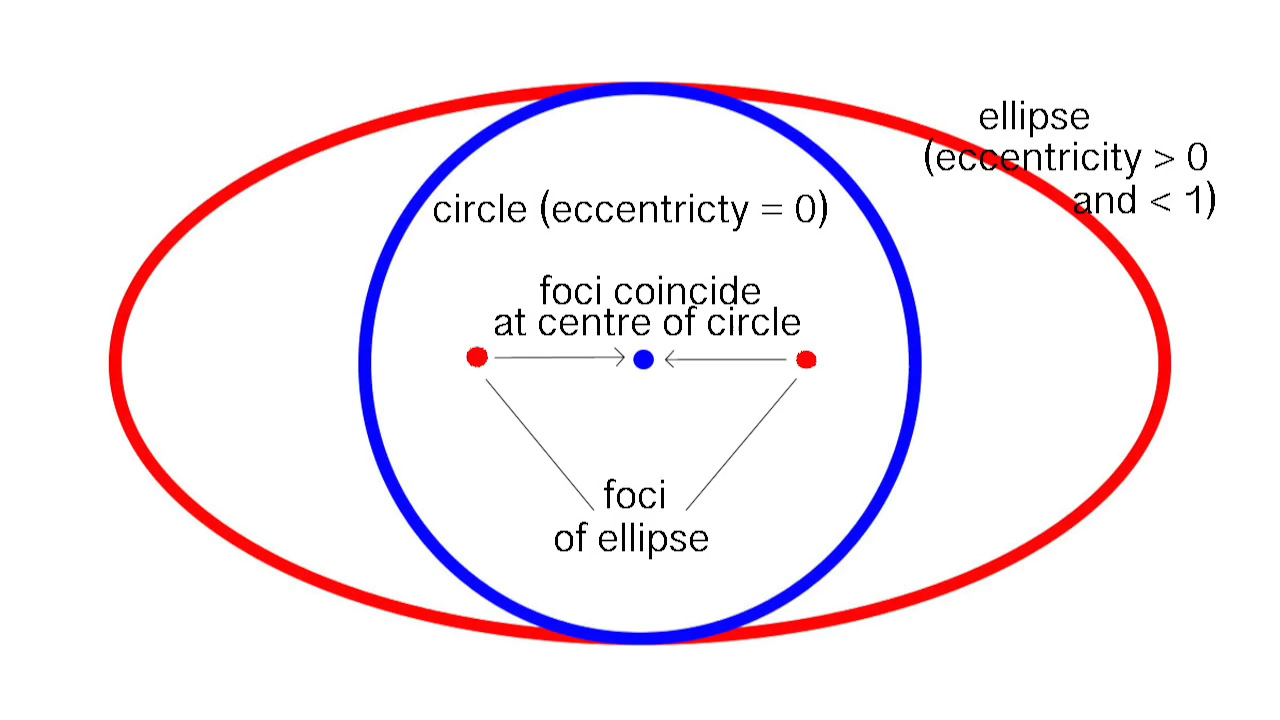 ellipse
(eccentricity > 0
and < 1)
circle (eccentricty = 0)
foci coincide
at centre of circle
foci
of ellipse